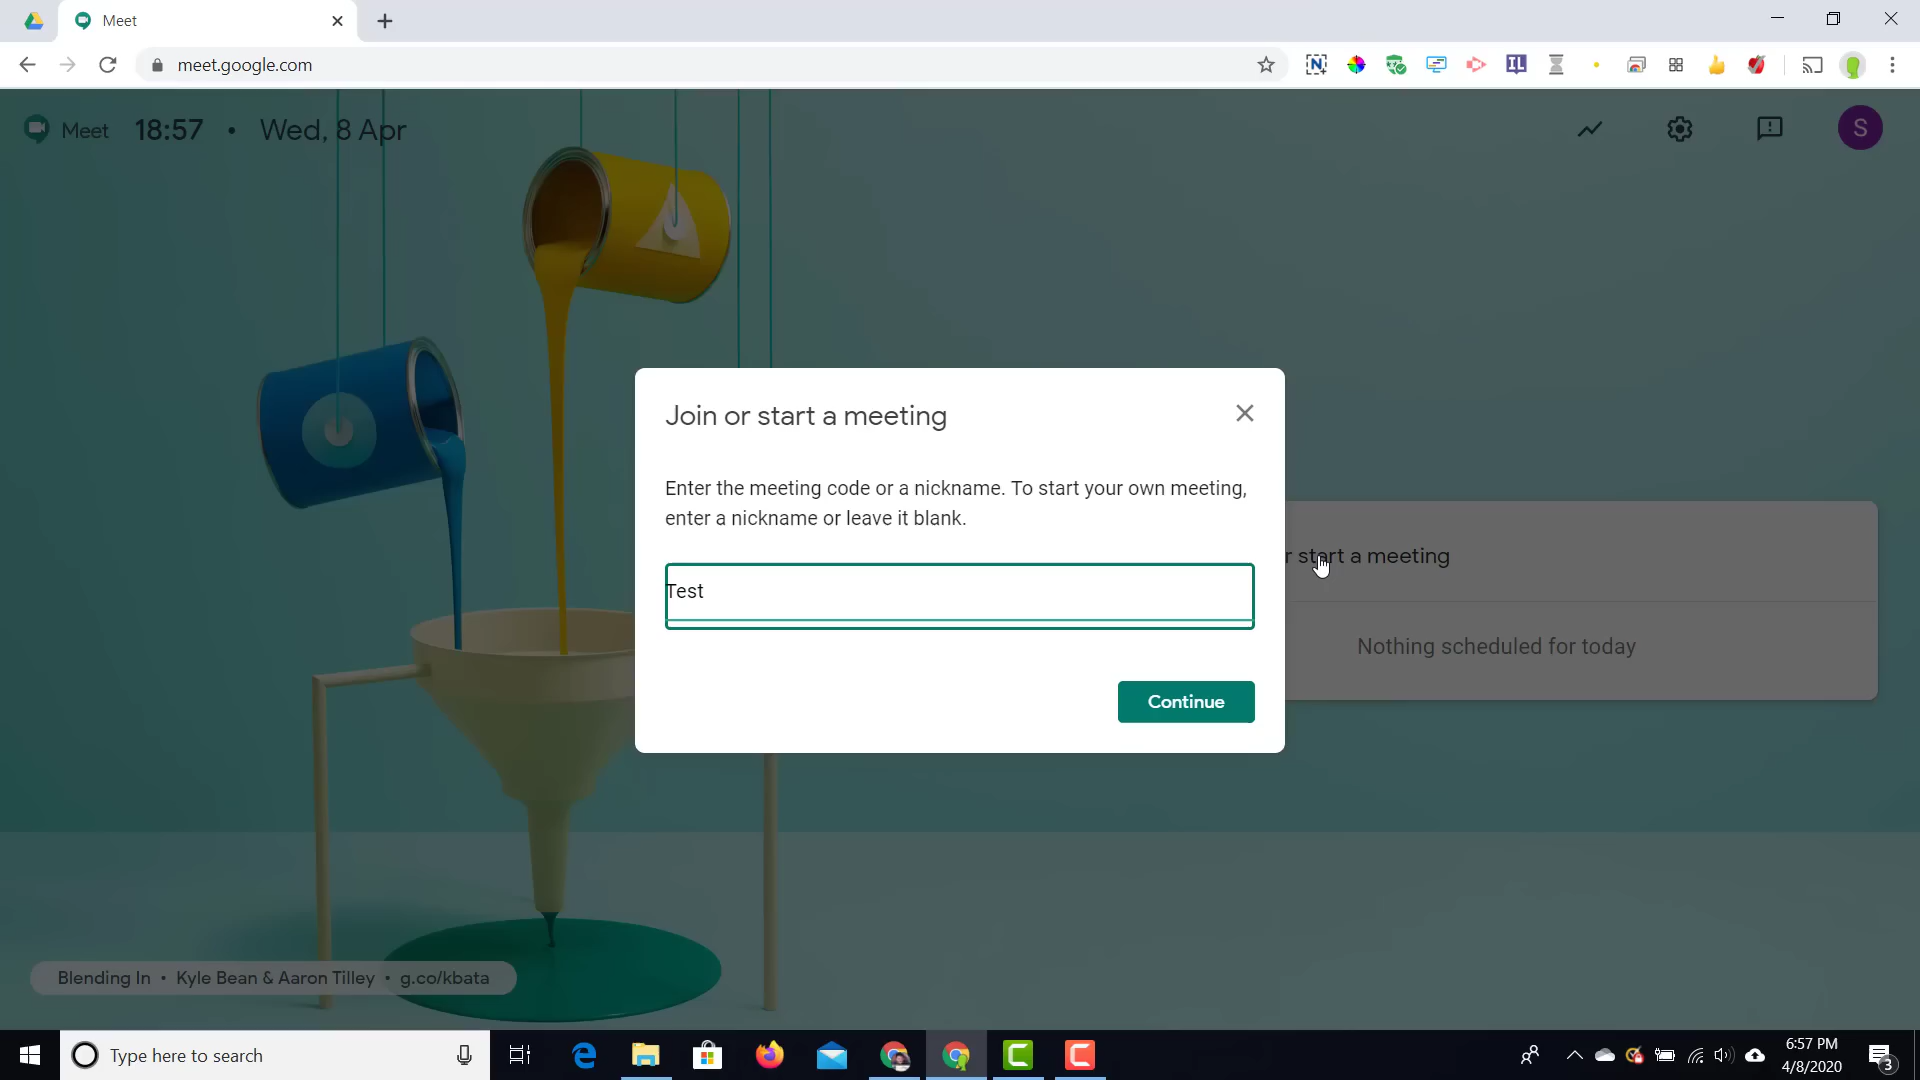 Meet
meet.google.com
Meet 18:57 • Wed, 8 Apr
S
Join or start a meeting
Enter the meeting code or a nickname. To start your own meeting,
enter a nickname or leave it blank.
Test
Continue
r start a meeting
Nothing scheduled for today
Blending In • Kyle Bean & Aaron Tilley • g.co/kbata
Type here to search
6:57 PM
4/8/2020
3
N
IL